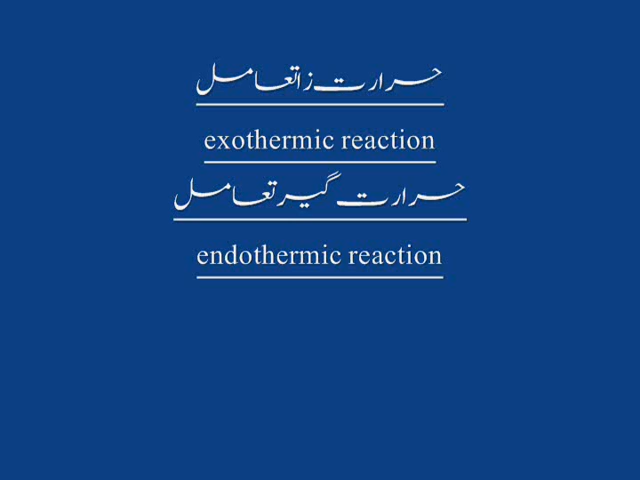 حرارت زا تعامل
exothermic reaction
حرارت گیر تعامل
endothermic reaction